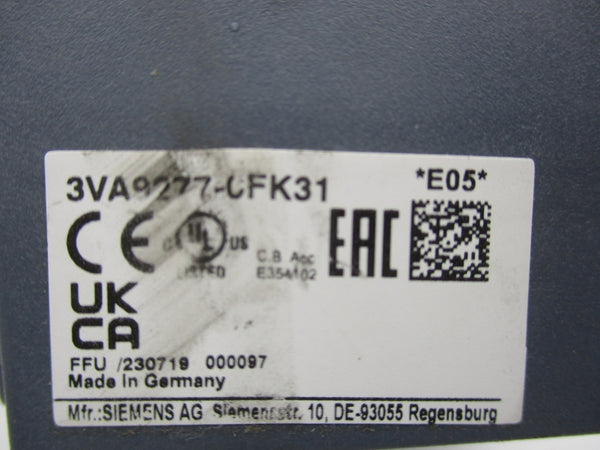 3VA9277-0FK31 *E05*
CE c UL US EAC
LISTED C.B. Acc
E354102
UK
CA
FFU /230719 000097
Made In Germany
Mfr.:SIEMENS AG Siemensstr. 10, DE-93055 Regensburg